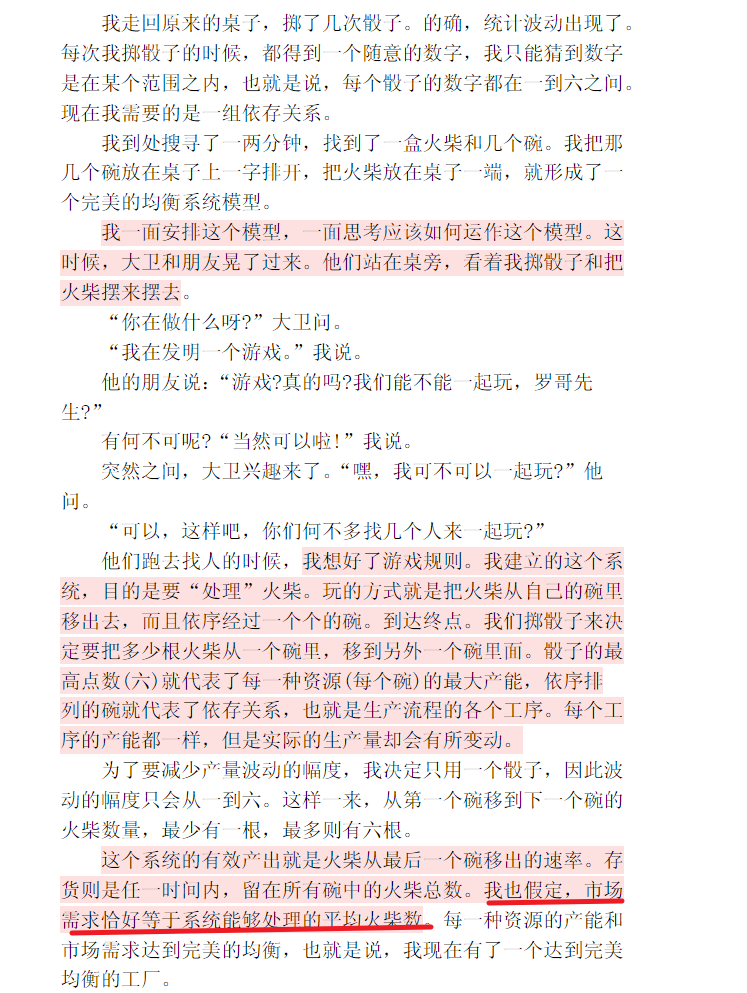 我走回原来的桌子，掷了几次骰子。的确，统计波动出现了。
每次我掷骰子的时候，都得到一个随意的数字，我只能猜到数字
是在某个范围之内，也就是说，每个骰子的数字都在一到六之间。
现在我需要的是一组依存关系。
我到处搜寻了一两分钟，找到了一盒火柴和几个碗。我把那
几个碗放在桌了上一字排开，把火柴放在桌了一端，就形成了一
个完美的均衡系统模型。
我一面安排这个模型，一面思考应该如何运作这个模型。这
时候，大卫和朋友晃了过来。他们站在桌旁，看着我掷骰子和把
火柴摆来摆去。
“你在做什么呀?”大卫问。
“我在发明一个游戏。”我说。
他的朋友说：“游戏?真的吗?我们能不能一起玩，罗哥先
生?”
有何不可呢?“当然可以啦!”我说。
突然之间，大卫兴趣来了。“嘿，我可不可以一起玩?”他
问。
“可以，这样吧，你们何不多找几个人来一起玩?”
他们跑去找人的时候，我想好了游戏规则。我建立的这个系
统，目的是要“处理”火柴。玩的方式就是把火柴从自己的碗里
移出去，而且依序经过一个个的碗。到达终点。我们掷骰子来决
定要把多少根火柴从一个碗里，移到另外一个碗里面。骰子的最
高点数(六)就代表了每一种资源(每个碗)的最大产能，依序排
列的碗就代表了依存关系，也就是生产流程的各个工序。每个工
序的产能都一样，但是实际的生产量却会有所变动。
为了要减少产量波动的幅度，我决定只用一个骰子，因此波
动的幅度只会从一到六。这样一来，从第一个碗移到下一个碗的
火柴数量，最少有一根，最多则有六根。
这个系统的有效产出就是火柴从最后一个碗移出的速率。存
货则是任一时间内，留在所有碗中的火柴总数。我也假定，市场
需求恰好等于系统能够处理的平均火柴数。每一种资源的产能和
市场需求达到完美的均衡，也就是说，我现在有了一个达到完美
均衡的工厂。